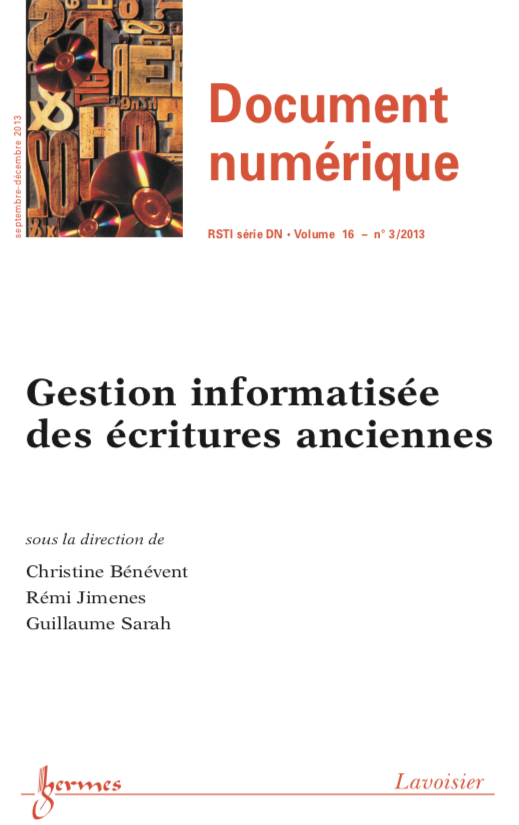 septembre-décembre 2013
Document
numérique
RSTI série DN • Volume 16 – n° 3/2013
Gestion informatisée
des écritures anciennes
sous la direction de
Christine Bénévent
Rémi Jimenes
Guillaume Sarah
hermes
Lavoisier